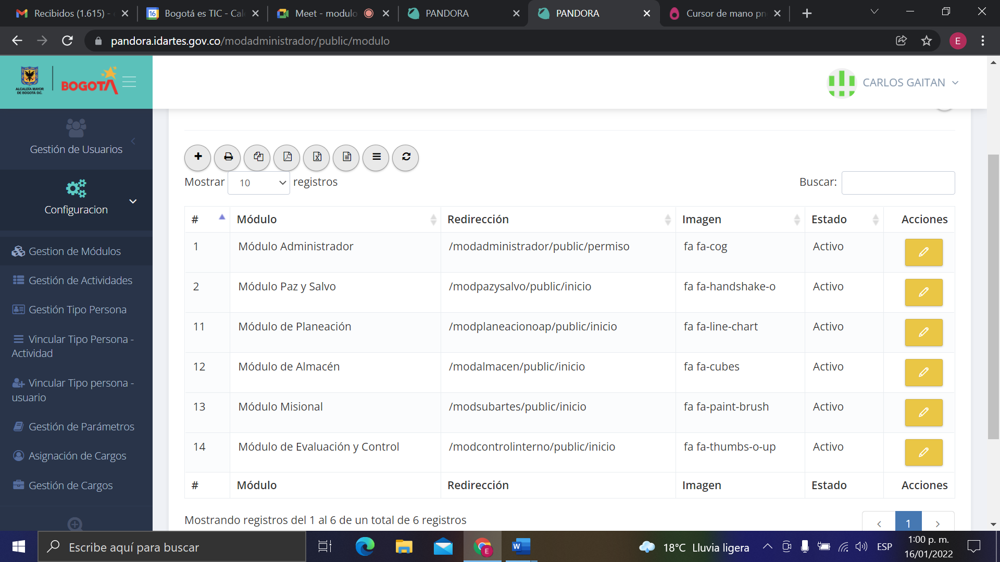 Recibidos (1.615) -
Bogotá es TIC - Cal
Meet - modulo
PANDORA
PANDORA
Cursor de mano pn
pandora.idartes.gov.co/modadministrador/public/modulo
E
ALCALDÍA MAYOR
DE BOGOTÁ D.C.
BOGOTÁ
CARLOS GAITAN
Gestión de Usuarios
Configuracion
Gestion de Módulos
Gestión de Actividades
Gestión Tipo Persona
Vincular Tipo Persona -
Actividad
Vincular Tipo persona -
usuario
Gestión de Parámetros
Asignación de Cargos
Gestión de Cargos
Mostrar 10 registros
Buscar:
# Módulo Redirección Imagen Estado Acciones
1 Módulo Administrador /modadministrador/public/permiso fa fa-cog Activo
2 Módulo Paz y Salvo /modpazysalvo/public/inicio fa fa-handshake-o Activo
11 Módulo de Planeación /modplaneacionoap/public/inicio fa fa-line-chart Activo
12 Módulo de Almacén /modalmacen/public/inicio fa fa-cubes Activo
13 Módulo Misional /modsubartes/public/inicio fa fa-paint-brush Activo
14 Módulo de Evaluación y Control /modcontrolinterno/public/inicio fa fa-thumbs-o-up Activo
# Módulo Redirección Imagen Estado Acciones
Mostrando registros del 1 al 6 de un total de 6 registros
1
Escribe aquí para buscar
18°C Lluvia ligera
ESP
1:00 p. m.
16/01/2022